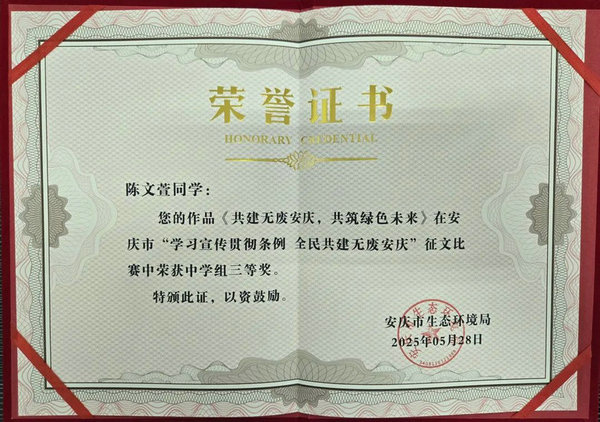 荣誉证书
HONORARY CREDENTIAL
陈文萱同学：
您的作品《共建无废安庆，共筑绿色未来》在安
庆市“学习宣传贯彻条例 全民共建无废安庆”征文比
赛中荣获中学组三等奖。
特颁此证，以资鼓励。
安庆市生态环境局
2025年05月28日